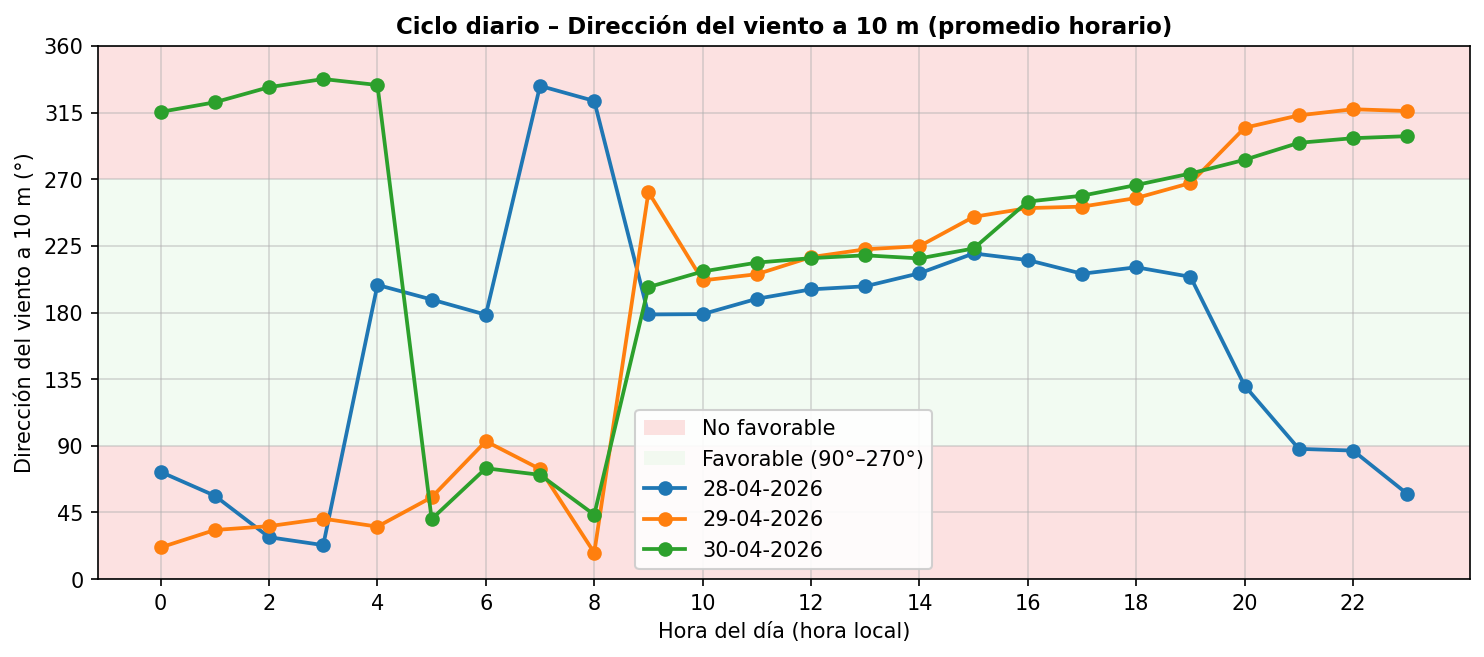 Ciclo diario – Dirección del viento a 10 m (promedio horario)
Dirección del viento a 10 m (°)
360
315
270
225
180
135
90
45
0
No favorable
Favorable (90°–270°)
28-04-2026
29-04-2026
30-04-2026
0 2 4 6 8 10 12 14 16 18 20 22
Hora del día (hora local)